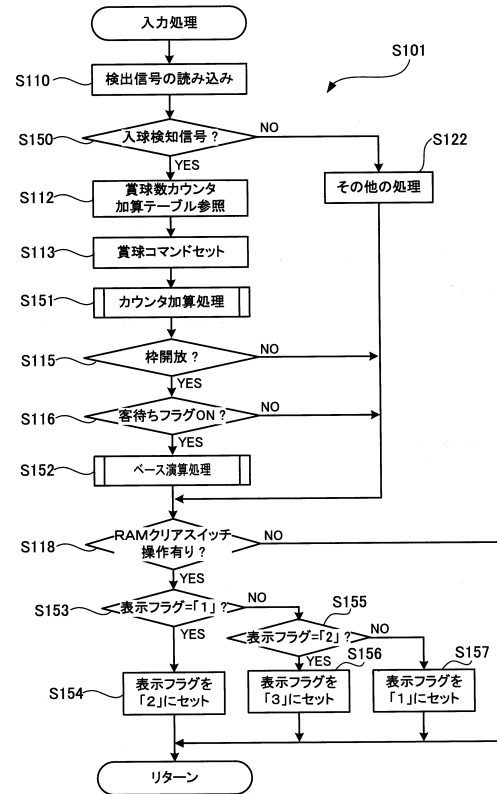 入力処理
S101
S110
検出信号の読み込み
S150
入球検知信号？
NO
YES
S122
その他の処理
S112
賞球数カウンタ
加算テーブル参照
S113
賞球コマンドセット
S151
カウンタ加算処理
S115
枠開放？
NO
YES
S116
客待ちフラグON？
NO
YES
S152
ベース演算処理
S118
RAMクリアスイッチ
操作有り？
NO
YES
S153
表示フラグ=「1」？
NO
YES
S155
表示フラグ=「2」？
NO
YES
S154
表示フラグを
「2」にセット
S156
表示フラグを
「3」にセット
S157
表示フラグを
「1」にセット
リターン